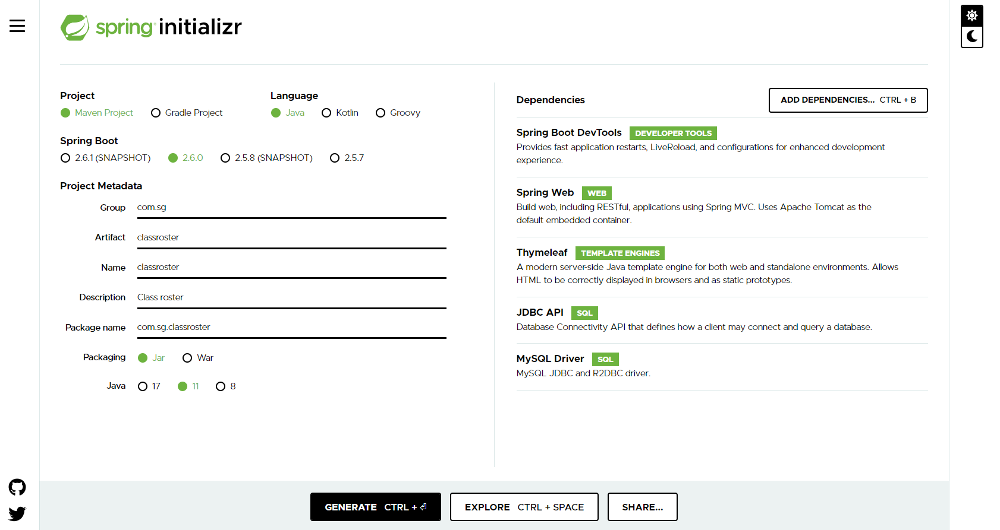 spring initializr
Project
Maven Project
Gradle Project
Language
Java
Kotlin
Groovy
Spring Boot
2.6.1 (SNAPSHOT)
2.6.0
2.5.8 (SNAPSHOT)
2.5.7
Project Metadata
Group com.sg
Artifact classroster
Name classroster
Description Class roster
Package name com.sg.classroster
Packaging Jar War
Java 17 11 8
Dependencies
ADD DEPENDENCIES... CTRL + B
Spring Boot DevTools DEVELOPER TOOLS
Provides fast application restarts, LiveReload, and configurations for enhanced development
experience.
Spring Web WEB
Build web, including RESTful, applications using Spring MVC. Uses Apache Tomcat as the
default embedded container.
Thymeleaf TEMPLATE ENGINES
A modern server-side Java template engine for both web and standalone environments. Allows
HTML to be correctly displayed in browsers and as static prototypes.
JDBC API SQL
Database Connectivity API that defines how a client may connect and query a database.
MySQL Driver SQL
MySQL JDBC and R2DBC driver.
GENERATE CTRL + ⏎
EXPLORE CTRL + SPACE
SHARE...